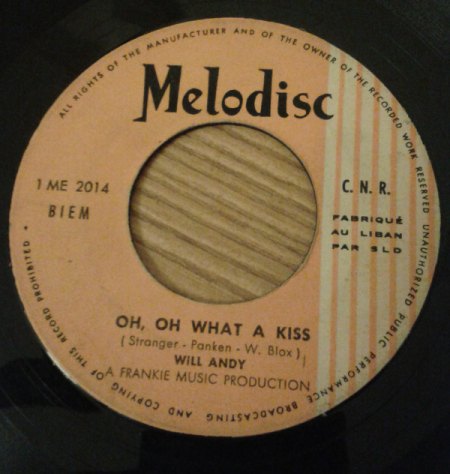 ALL RIGHTS OF THE MANUFACTURER AND OF THE OWNER OF THE RECORDED WORK RESERVED UNAUTHORIZED PUBLIC PERFORMANCE BROADCASTING AND COPYING OF THIS RECORD PROHIBITED •
Melodisc
1 ME 2014
BIEM
C. N. R.
FABRIQUÉ
AU LIBAN
PAR SLD
OH, OH WHAT A KISS
( Stranger - Panken - W. Blox )
WILL ANDY
A FRANKIE MUSIC PRODUCTION